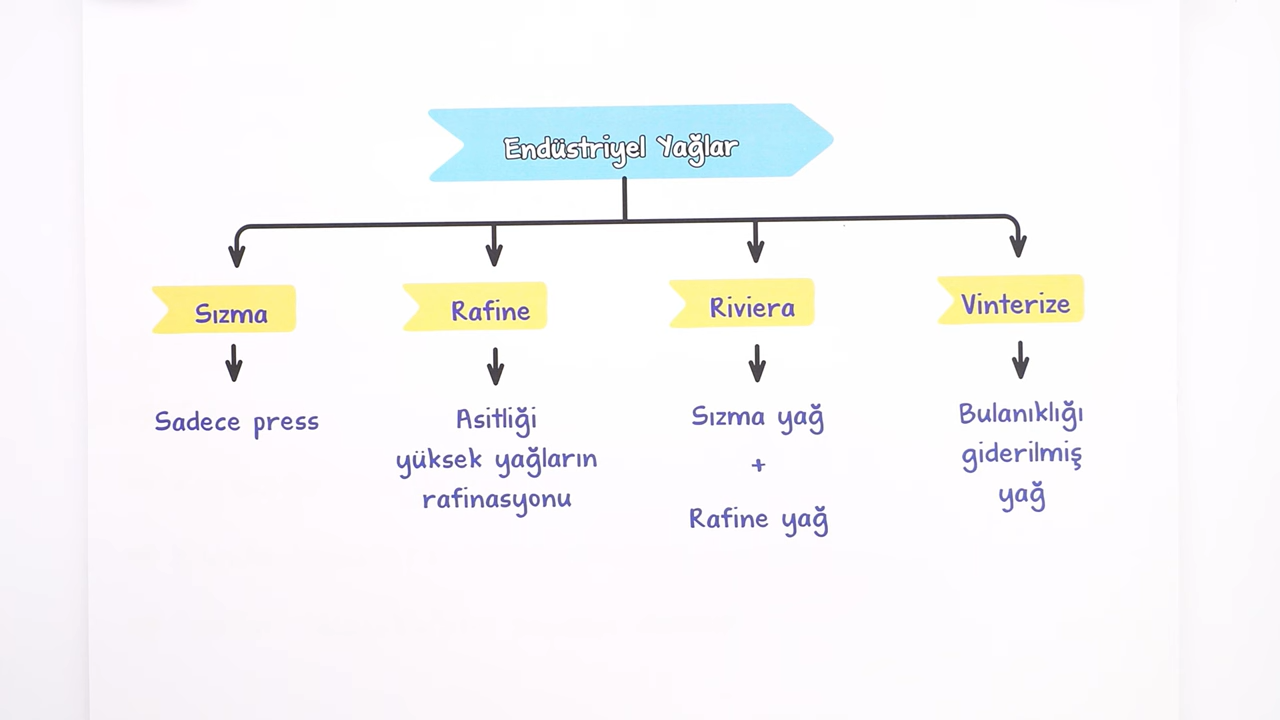 Endüstriyel Yağlar
Sızma
Rafine
Riviera
Vinterize
Sadece press
Asitliği
yüksek yağların
rafinasyonu
Sızma yağ
+
Rafine yağ
Bulanıklığı
giderilmiş
yağ